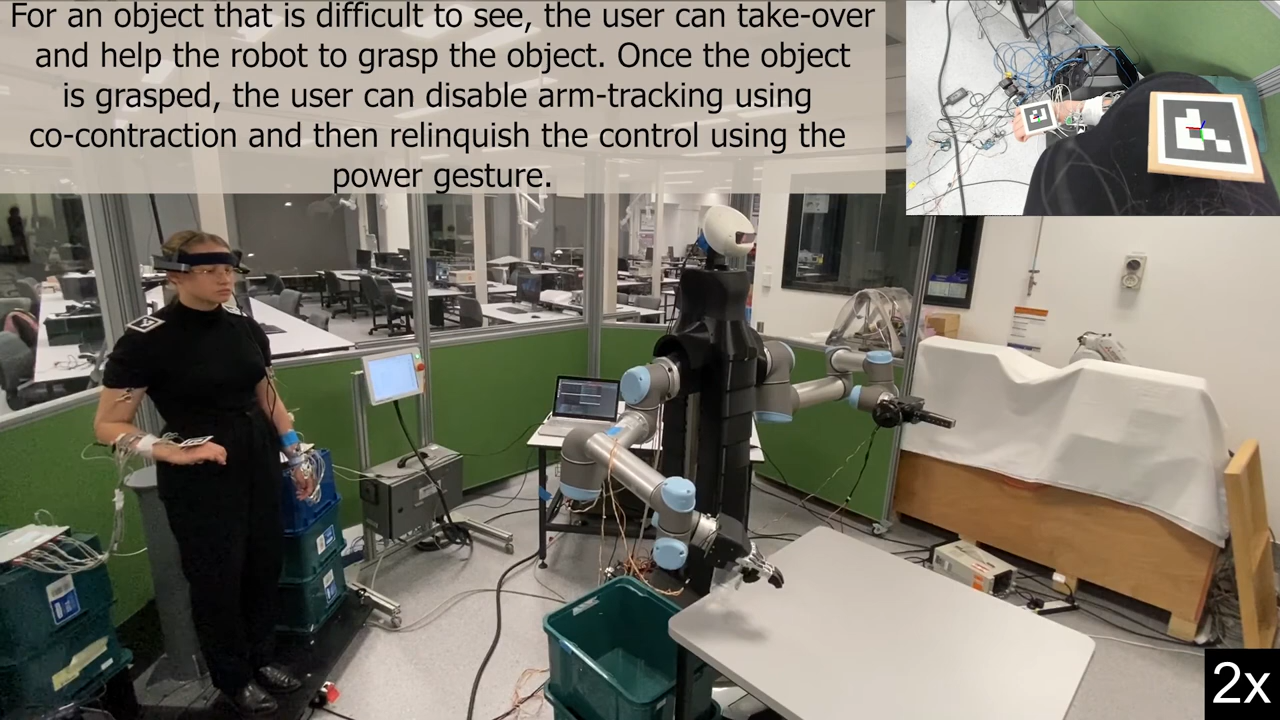 For an object that is difficult to see, the user can take-over
and help the robot to grasp the object. Once the object
is grasped, the user can disable arm-tracking using
co-contraction and then relinquish the control using the
power gesture.
2x